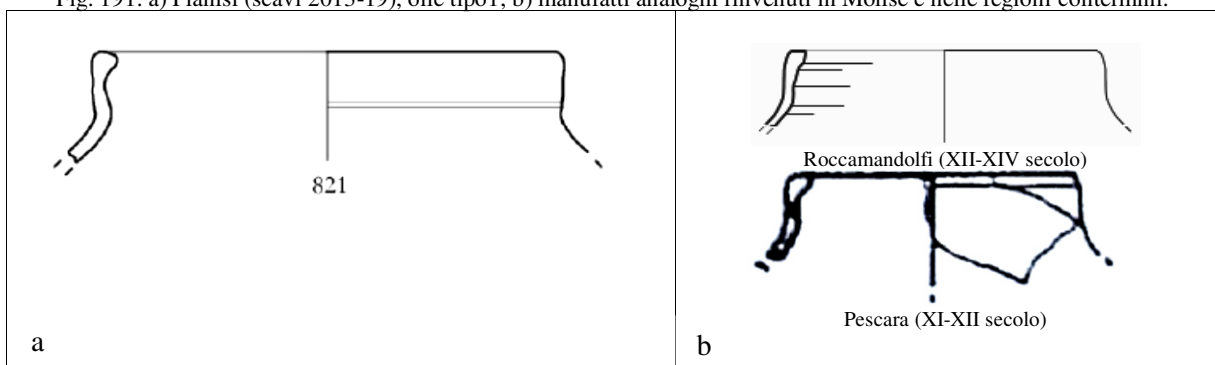 Fig. 191. a) Pianisi (scavi 2015-19), olle tipo1; b) manufatti analoghi rinvenuti in Molise e nelle regioni contermini.
821
a
Roccamandolfi (XII-XIV secolo)
Pescara (XI-XII secolo)
b